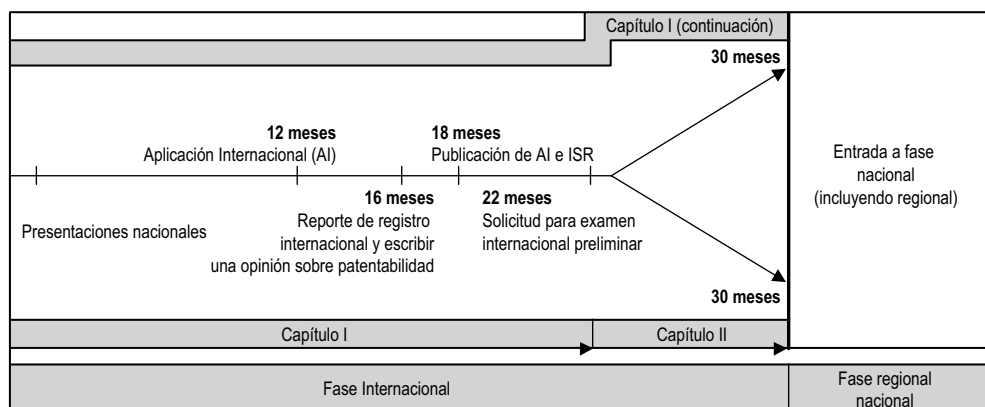 Capítulo I (continuación)
30 meses
12 meses
Aplicación Internacional (AI)
18 meses
Publicación de AI e ISR
Entrada a fase
nacional
(incluyendo regional)
Presentaciones nacionales
16 meses
Reporte de registro
internacional y escribir
una opinión sobre patentabilidad
22 meses
Solicitud para examen
internacional preliminar
30 meses
Capítulo I
Capítulo II
Fase Internacional
Fase regional
nacional